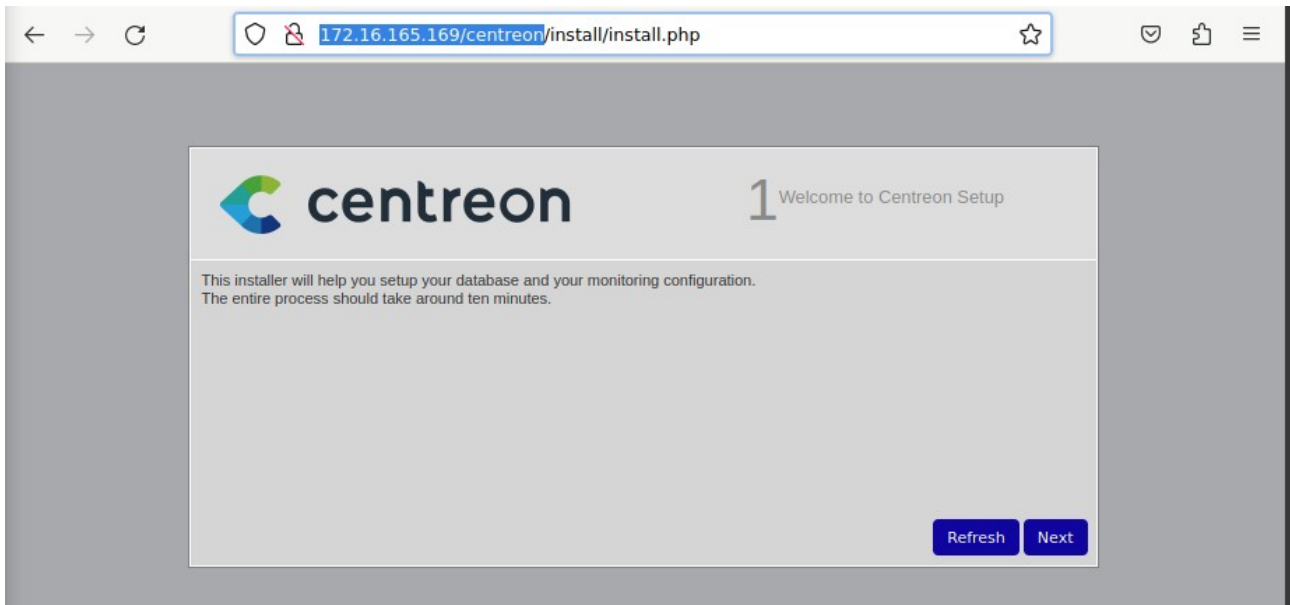 172.16.165.169/centreon/install/install.php
centreon
1 Welcome to Centreon Setup
This installer will help you setup your database and your monitoring configuration.
The entire process should take around ten minutes.
Refresh Next